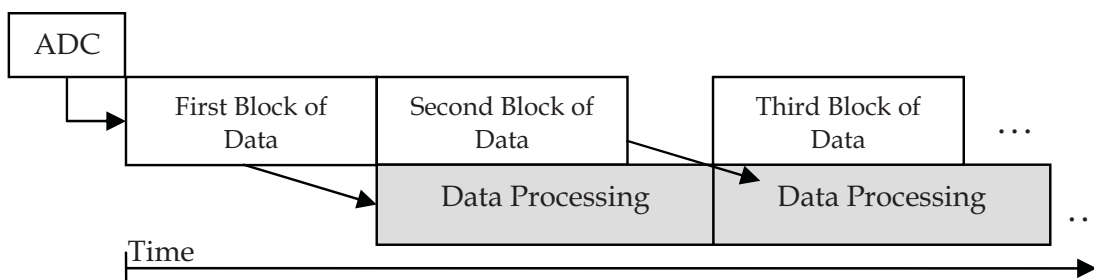 ADC
First Block of
Data
Second Block of
Data
Third Block of
Data
...
Data Processing
Data Processing
..
Time